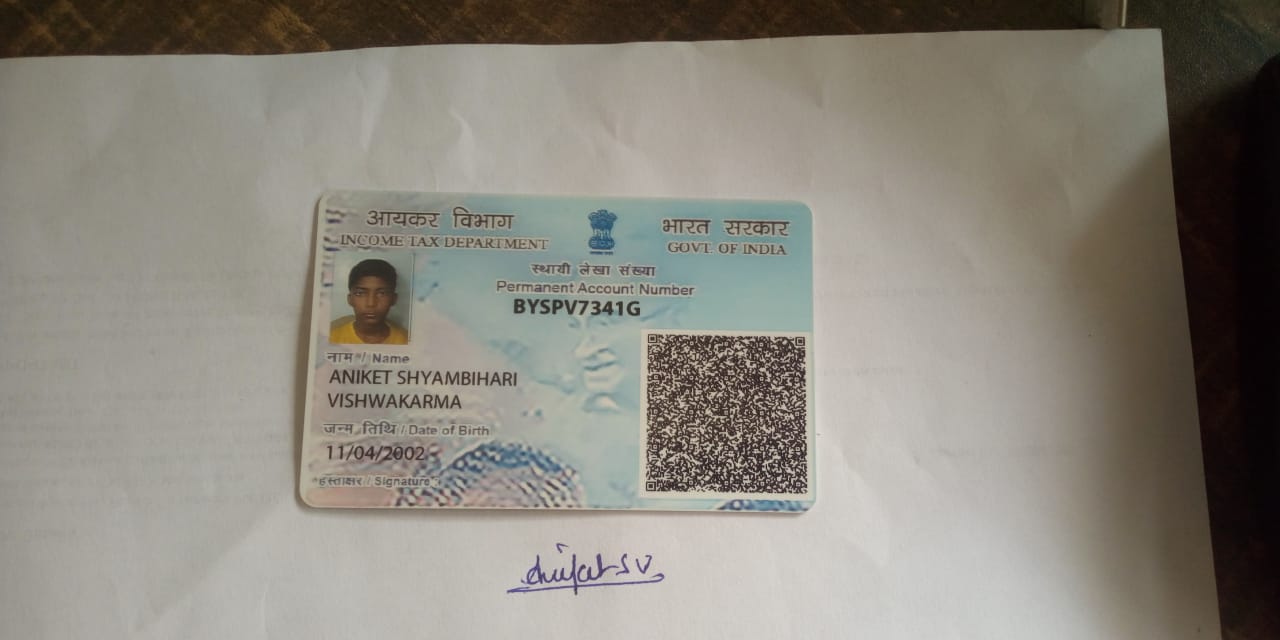 आयकर विभाग
INCOME TAX DEPARTMENT
भारत सरकार
GOVT. OF INDIA
स्थायी लेखा संख्या
Permanent Account Number
BYSPV7341G
नाम / Name
ANIKET SHYAMBIHARI
VISHWAKARMA
जन्म तिथि / Date of Birth
11/04/2002
हस्ताक्षर / Signature